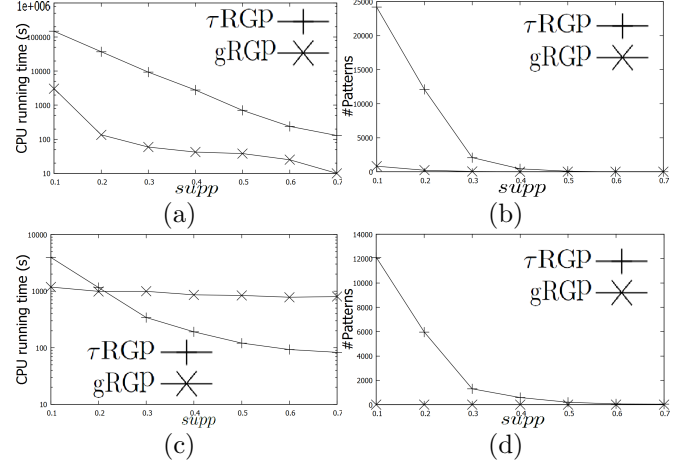 1e+006
100000
10000
1000
100
10
CPU running time (s)
τRGp
gRGp
0.1 0.2 0.3 0.4 0.5 0.6 0.7
supp
(a)
25000
20000
15000
10000
5000
0
#Patterns
τRGp
gRGp
0.1 0.2 0.3 0.4 0.5 0.6 0.7
supp
(b)
10000
1000
100
10
CPU running time (s)
τRGp
gRGp
0.1 0.2 0.3 0.4 0.5 0.6 0.7
supp
(c)
14000
12000
10000
8000
6000
4000
2000
0
#Patterns
τRGp
gRGp
0.1 0.2 0.3 0.4 0.5 0.6 0.7
supp
(d)